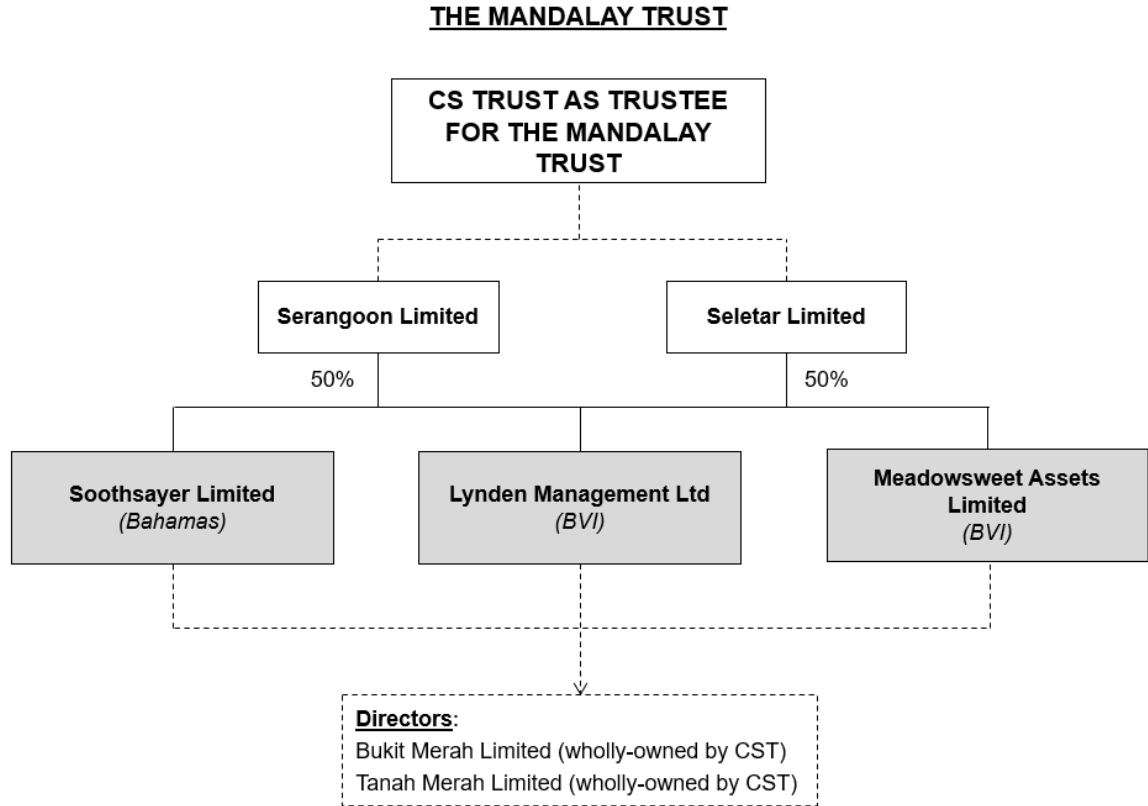 THE MANDALAY TRUST
CS TRUST AS TRUSTEE
FOR THE MANDALAY
TRUST
Serangoon Limited
Seletar Limited
50%
50%
Soothsayer Limited
(Bahamas)
Lynden Management Ltd
(BVI)
Meadowsweet Assets
Limited
(BVI)
Directors:
Bukit Merah Limited (wholly-owned by CST)
Tanah Merah Limited (wholly-owned by CST)